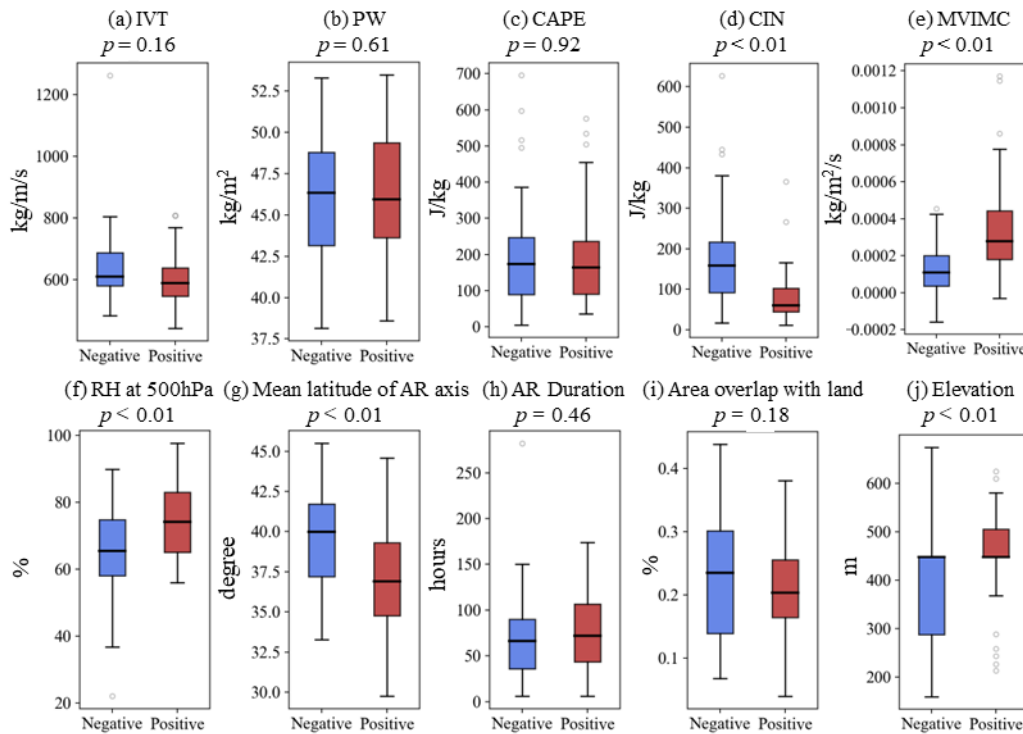 (a) IVT
p = 0.16
kg/m/s
1200
1000
800
600
Negative Positive
(b) PW
p = 0.61
kg/m²
52.5
50.0
47.5
45.0
42.5
40.0
37.5
Negative Positive
(c) CAPE
p = 0.92
J/kg
700
600
500
400
300
200
100
0
Negative Positive
(d) CIN
p < 0.01
J/kg
600
500
400
300
200
100
0
Negative Positive
(e) MVIMC
p < 0.01
kg/m²/s
0.0012
0.0010
0.0008
0.0006
0.0004
0.0002
0.0000
-0.0002
Negative Positive
(f) RH at 500hPa
p < 0.01
%
100
80
60
40
20
Negative Positive
(g) Mean latitude of AR axis
p < 0.01
degree
45.0
42.5
40.0
37.5
35.0
32.5
30.0
Negative Positive
(h) AR Duration
p = 0.46
hours
250
200
150
100
50
0
Negative Positive
(i) Area overlap with land
p = 0.18
%
0.4
0.3
0.2
0.1
Negative Positive
(j) Elevation
p < 0.01
m
600
500
400
300
200
Negative Positive